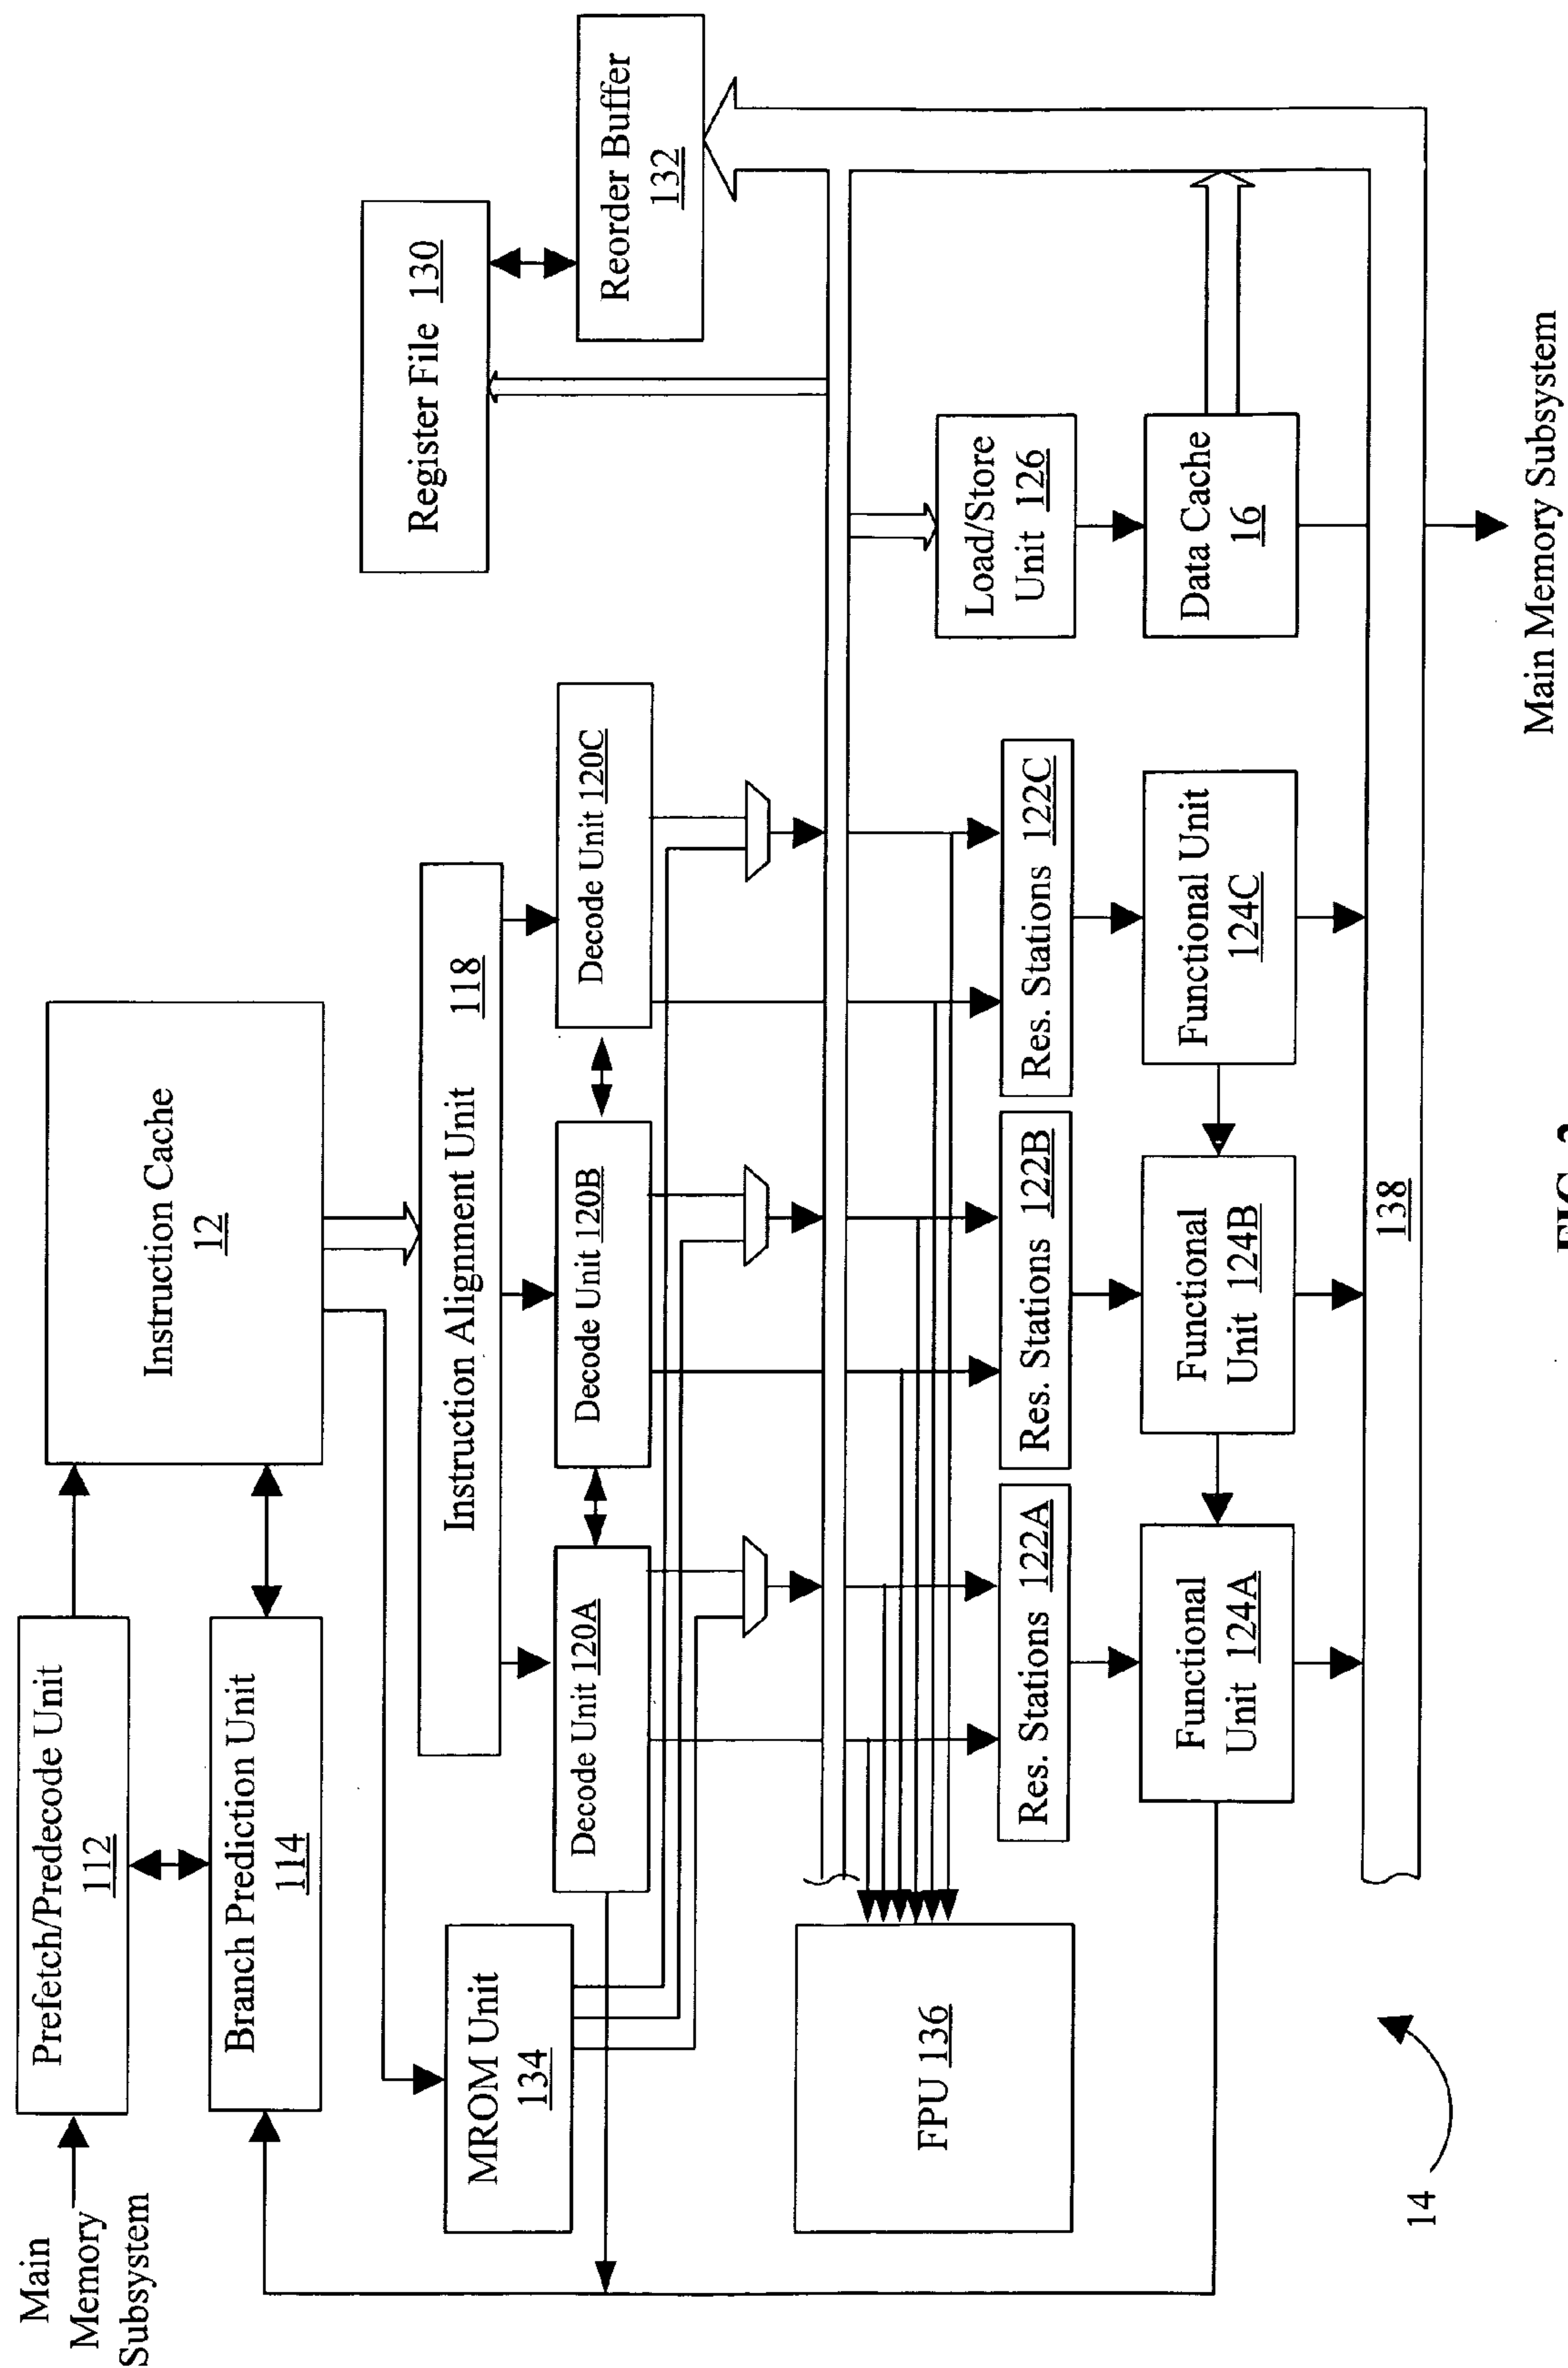 Main
Memory
Subsystem
Prefetch/Predecode Unit
112
Branch Prediction Unit
114
Instruction Cache
12
MROM Unit
134
Instruction Alignment Unit 118
Register File 130
Reorder Buffer
132
Decode Unit 120A
Decode Unit 120B
Decode Unit 120C
FPU 136
Res. Stations 122A
Res. Stations 122B
Res. Stations 122C
Load/Store
Unit 126
Functional
Unit 124A
Functional
Unit 124B
Functional Unit
124C
Data Cache
16
138
14
Main Memory Subsystem